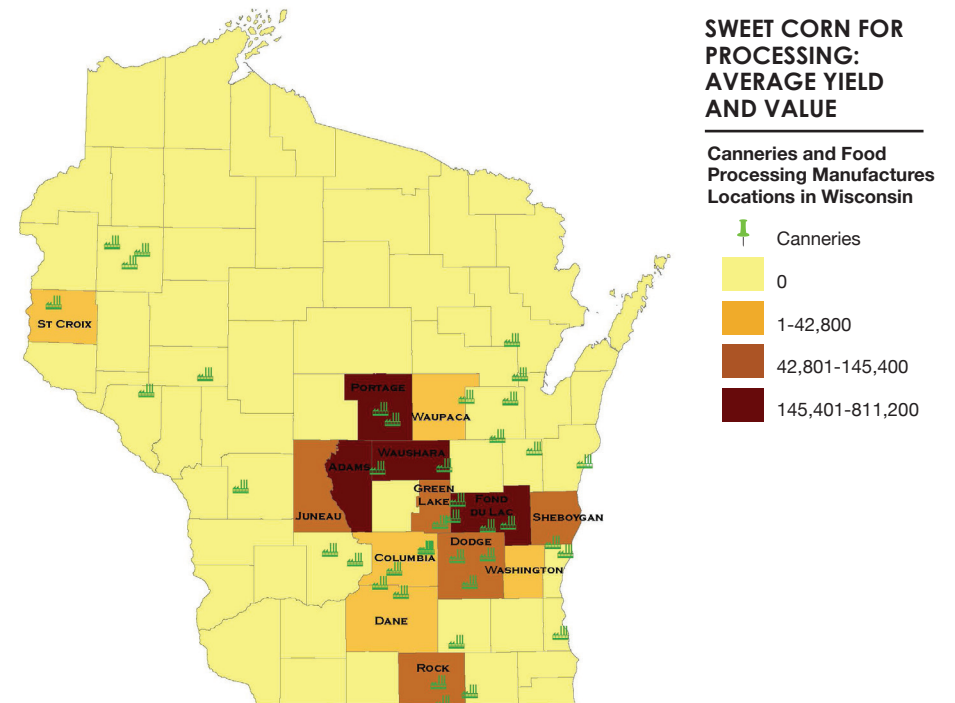 SWEET CORN FOR
PROCESSING:
AVERAGE YIELD
AND VALUE
Canneries and Food
Processing Manufactures
Locations in Wisconsin
Canneries
0
1-42,800
42,801-145,400
145,401-811,200
ST CROIX
PORTAGE
WAUPACA
WAUSHARA
ADAMS
GREEN
LAKE
FOND
DU LAC
JUNEAU
SHEBOYGAN
DODGE
COLUMBIA
WASHINGTON
DANE
ROCK